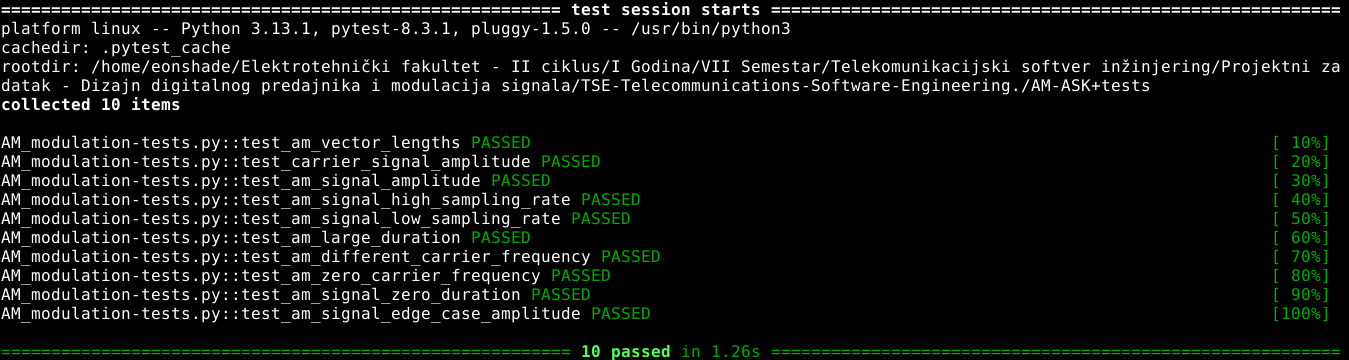 ========================================================= test session starts =========================================================
platform linux -- Python 3.13.1, pytest-8.3.1, pluggy-1.5.0 -- /usr/bin/python3
cachedir: .pytest_cache
rootdir: /home/eonshade/Elektrotehnički fakultet - II ciklus/I Godina/VII Semestar/Telekomunikacijski softver inžinjering/Projektni za
datak - Dizajn digitalnog predajnika i modulacija signala/TSE-Telecommunications-Software-Engineering./AM-ASK+tests
collected 10 items
AM_modulation-tests.py::test_am_vector_lengths PASSED [ 10%]
AM_modulation-tests.py::test_carrier_signal_amplitude PASSED [ 20%]
AM_modulation-tests.py::test_am_signal_amplitude PASSED [ 30%]
AM_modulation-tests.py::test_am_signal_high_sampling_rate PASSED [ 40%]
AM_modulation-tests.py::test_am_signal_low_sampling_rate PASSED [ 50%]
AM_modulation-tests.py::test_am_large_duration PASSED [ 60%]
AM_modulation-tests.py::test_am_different_carrier_frequency PASSED [ 70%]
AM_modulation-tests.py::test_am_zero_carrier_frequency PASSED [ 80%]
AM_modulation-tests.py::test_am_signal_zero_duration PASSED [ 90%]
AM_modulation-tests.py::test_am_signal_edge_case_amplitude PASSED [100%]
========================================================= 10 passed in 1.26s =========================================================